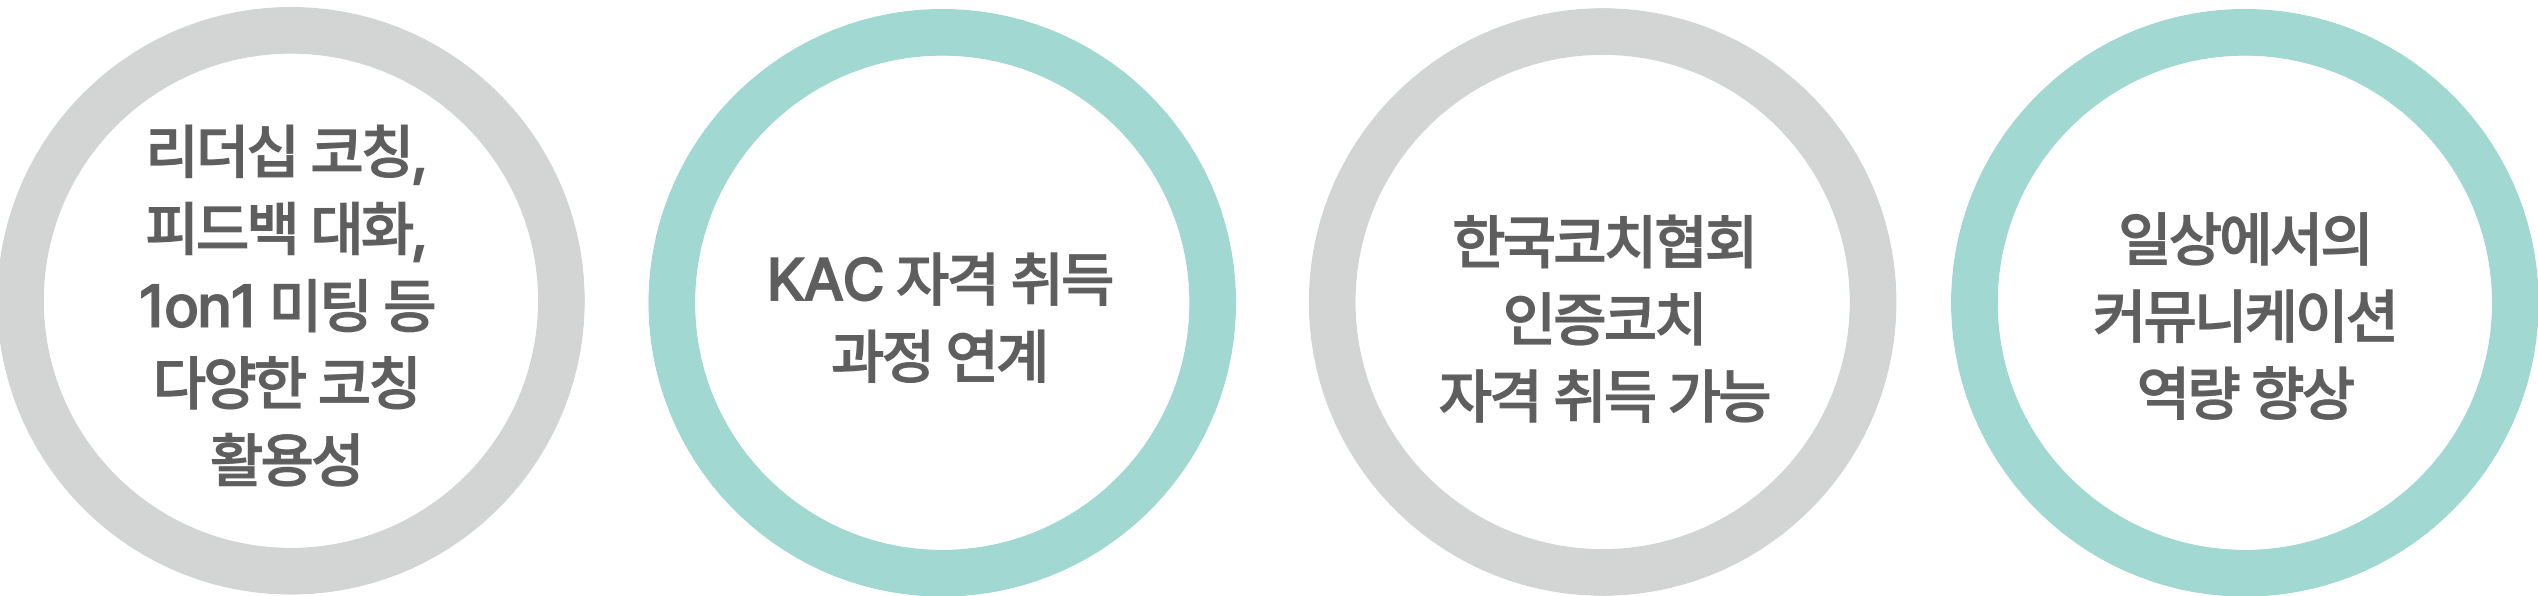 리더십 코칭,
피드백 대화,
1on1 미팅 등
다양한 코칭
활용성
KAC 자격 취득
과정 연계
한국코치협회
인증코치
자격 취득 가능
일상에서의
커뮤니케이션
역량 향상